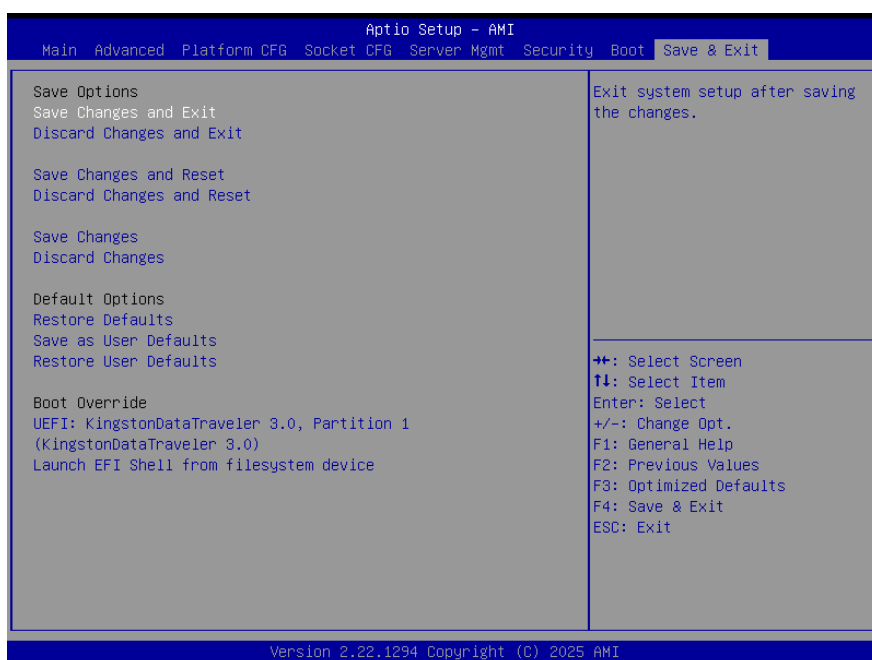 Aptio Setup – AMI
Main Advanced Platform CFG Socket CFG Server Mgmt Security Boot Save & Exit
Save Options
Save Changes and Exit
Discard Changes and Exit
Save Changes and Reset
Discard Changes and Reset
Save Changes
Discard Changes
Default Options
Restore Defaults
Save as User Defaults
Restore User Defaults
Boot Override
UEFI: KingstonDataTraveler 3.0, Partition 1
(KingstonDataTraveler 3.0)
Launch EFI Shell from filesystem device
Exit system setup after saving
the changes.
→←: Select Screen
↑↓: Select Item
Enter: Select
+/-: Change Opt.
F1: General Help
F2: Previous Values
F3: Optimized Defaults
F4: Save & Exit
ESC: Exit
Version 2.22.1294 Copyright (C) 2025 AMI